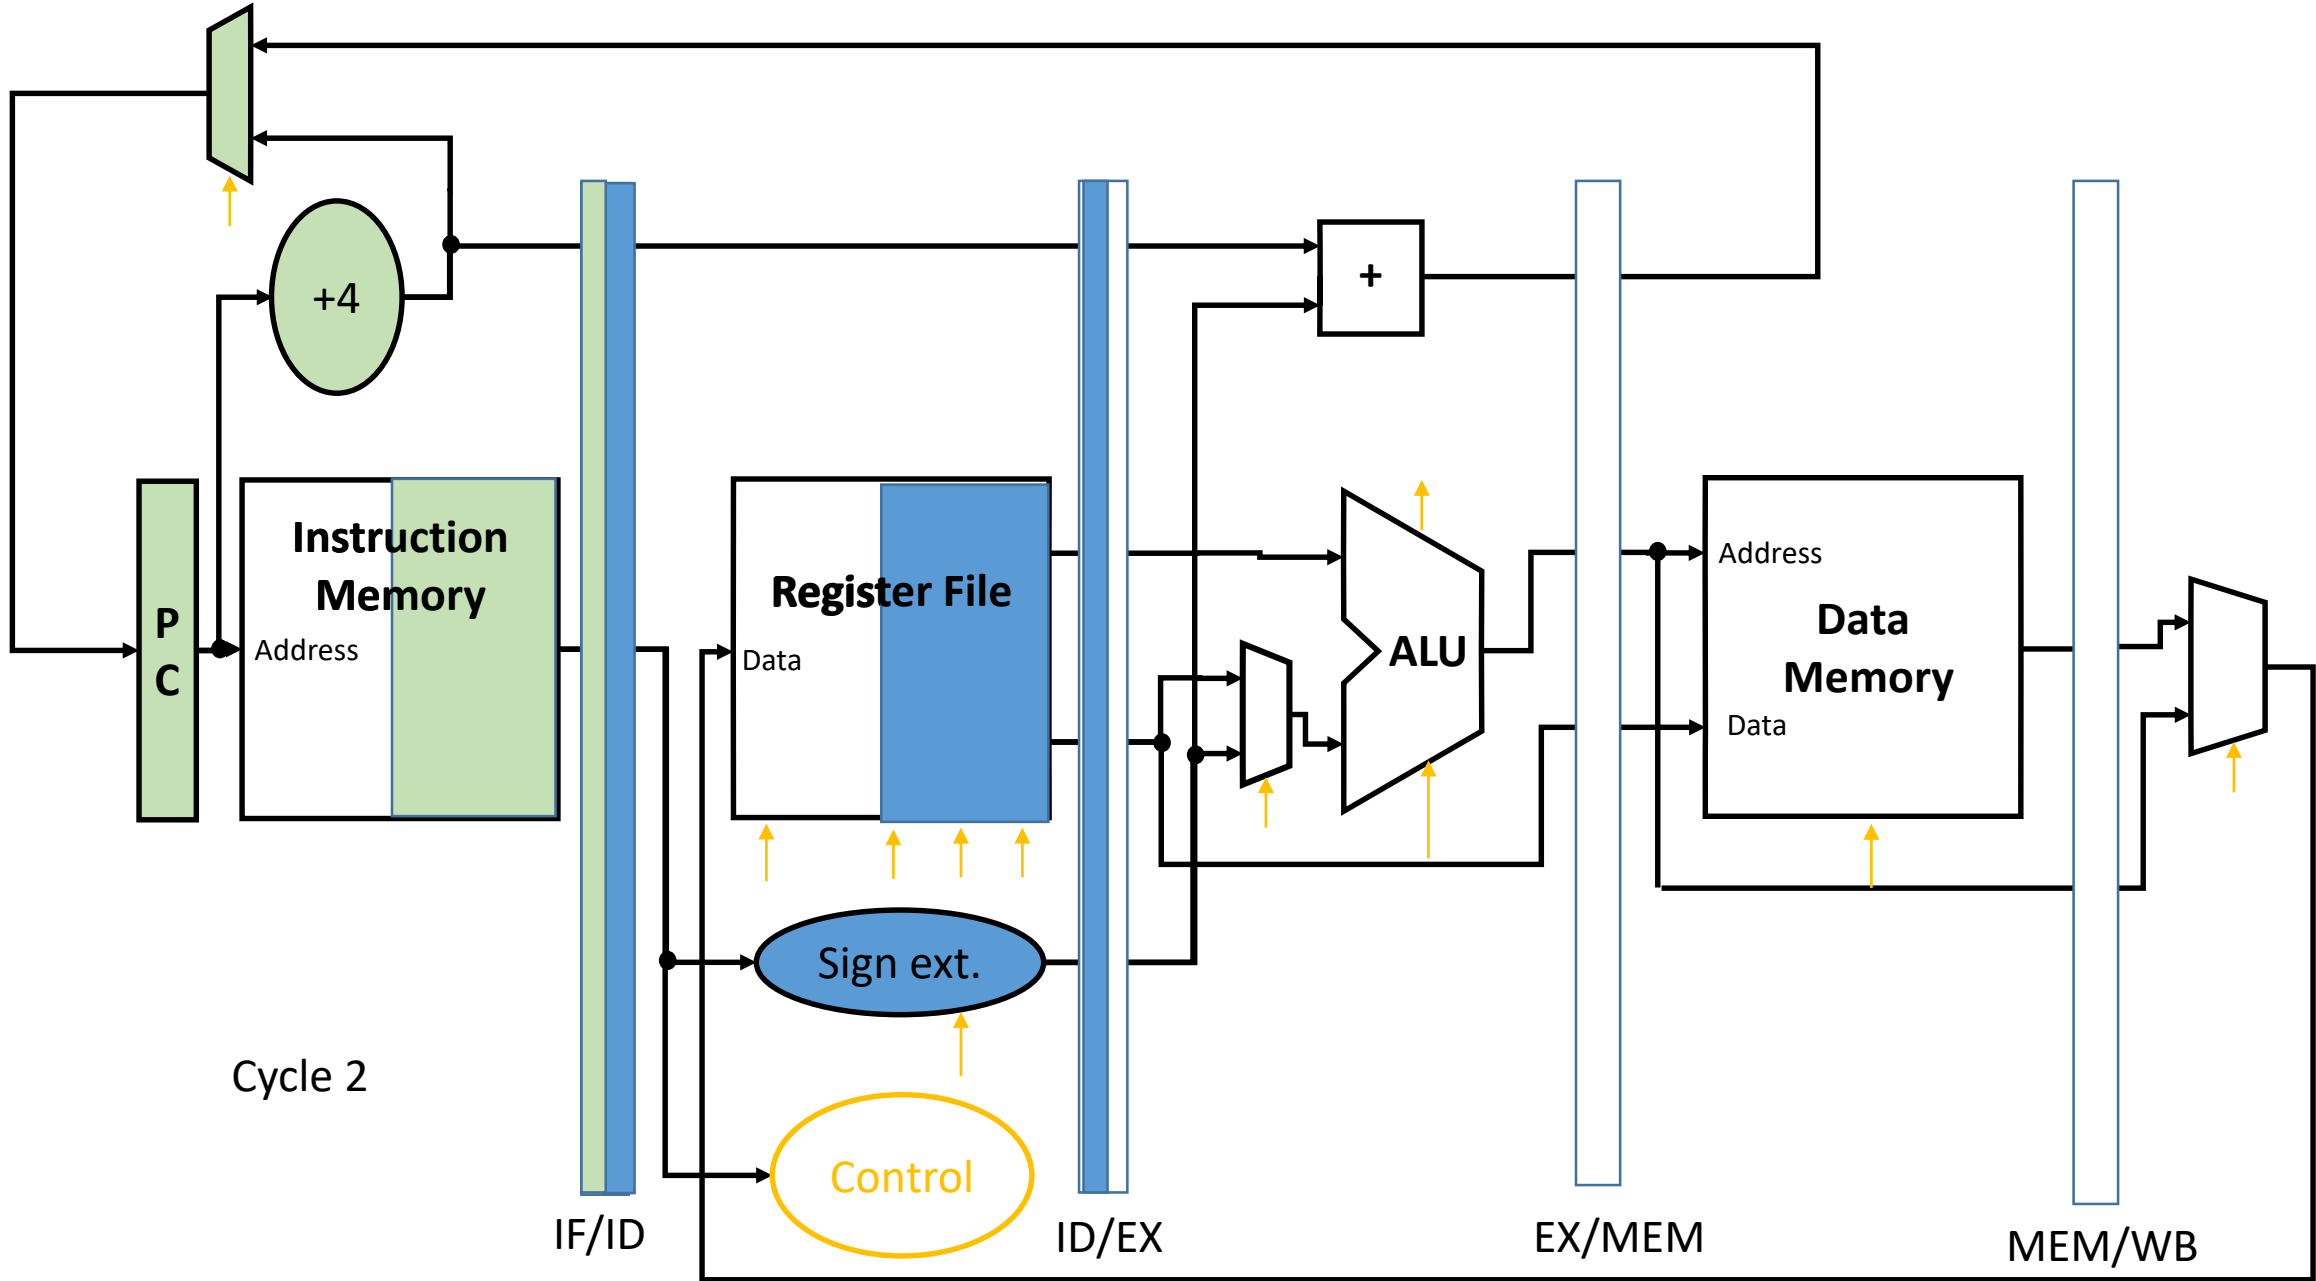 +4
+
Instruction
Memory
Address
P
C
Register File
Data
ALU
Address
Data
Memory
Data
Sign ext.
Cycle 2
Control
IF/ID
ID/EX
EX/MEM
MEM/WB